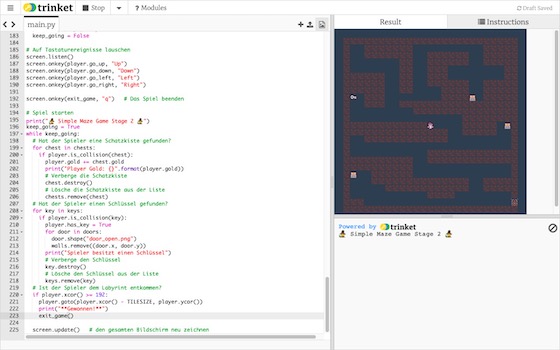 trinket
Stop
? Modules
Draft Saved
main.py
Result
Instructions
183 keep_going = False
184
185
186 # Auf Tastaturereignisse lauschen
187 screen.listen()
188 screen.onkey(player.go_up, "Up")
189 screen.onkey(player.go_down, "Down")
190 screen.onkey(player.go_left, "Left")
191 screen.onkey(player.go_right, "Right")
192
193 screen.onkey(exit_game, "q")   # Das Spiel beenden
194 # Spiel starten
195 print("🧙 Simple Maze Game Stage 2 🧙")
196 keep_going = True
197 while keep_going:
198 # Hat der Spieler eine Schatzkiste gefunden?
199 for chest in chests:
200 if player.is_collision(chest):
201 player.gold += chest.gold
202 print("Player Gold: {}".format(player.gold))
203 # Verberge die Schatzkiste
204 chest.destroy()
205 # Lösche die Schatzkiste aus der Liste
206 chests.remove(chest)
207 # Hat der Spieler einen Schlüssel gefunden?
208 for key in keys:
209 if player.is_collision(key):
210 player.has_key = True
211 for door in doors:
212 door.shape("door_open.png")
213 walls.remove((door.x, door.y))
214 print("Spieler besitzt einen Schlüssel")
215 # Verberge den Schlüssel
216 key.destroy()
217 # Lösche den Schlüssel aus der Liste
218 keys.remove(key)
219 # Ist der Spieler dem Labyrint entkommen?
220 if player.xcor() >= 192:
221 player.goto(player.xcor() - TILESIZE, player.ycor())
222 print("**Gewonnen!**")
223 exit_game()
224
225 screen.update()   # den gesamten Bildschirm neu zeichnen
Powered by trinket
🧙 Simple Maze Game Stage 2 🧙